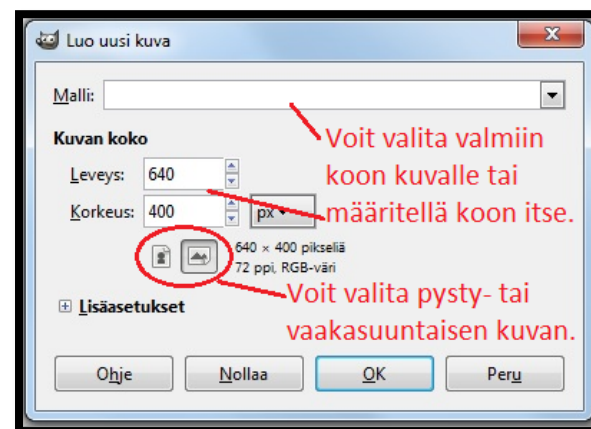 Luo uusi kuva
Malli:
Kuvan koko
Voit valita valmiin
koon kuvalle tai
määritellä koon itse.
Leveys: 640
Korkeus: 400 px
640 × 400 pikseliä
72 ppi, RGB-väri
Voit valita pysty- tai
vaakasuuntaisen kuvan.
Lisäasetukset
Ohje Nollaa OK Peru